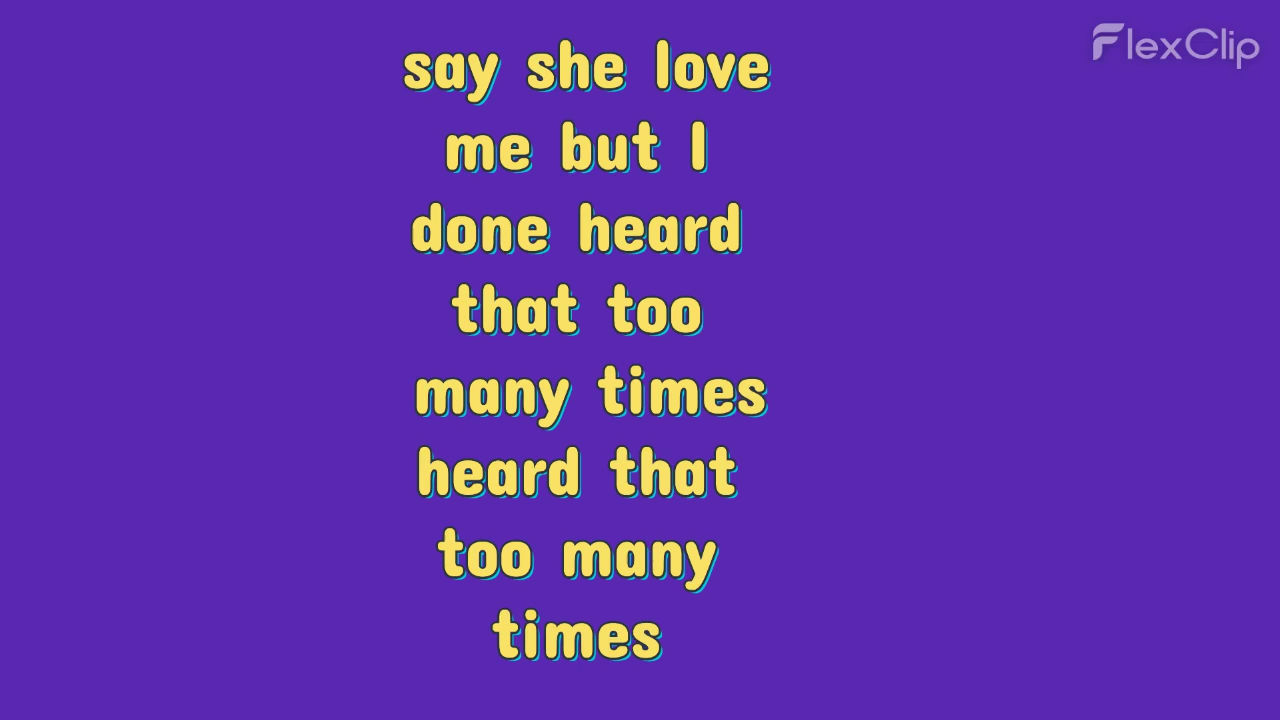 FlexClip
say she love
me but I
done heard
that too
many times
heard that
too many
times